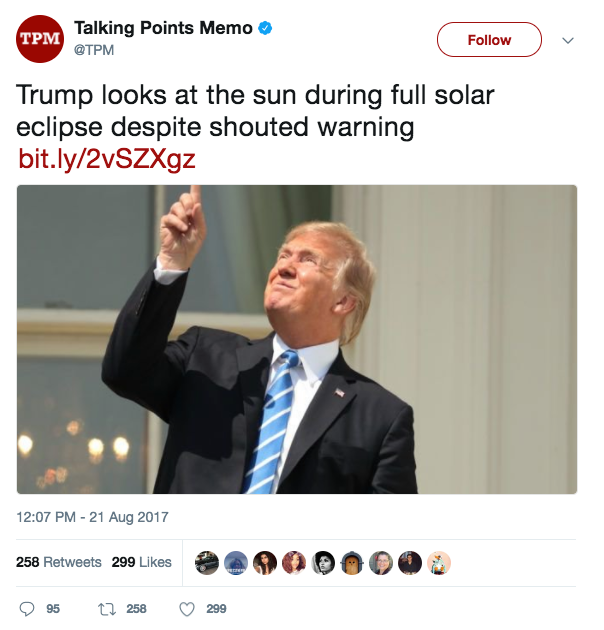 TPM
Talking Points Memo
@TPM
Follow
Trump looks at the sun during full solar
eclipse despite shouted warning
bit.ly/2vSZXgz
12:07 PM - 21 Aug 2017
258 Retweets 299 Likes
95 258 299